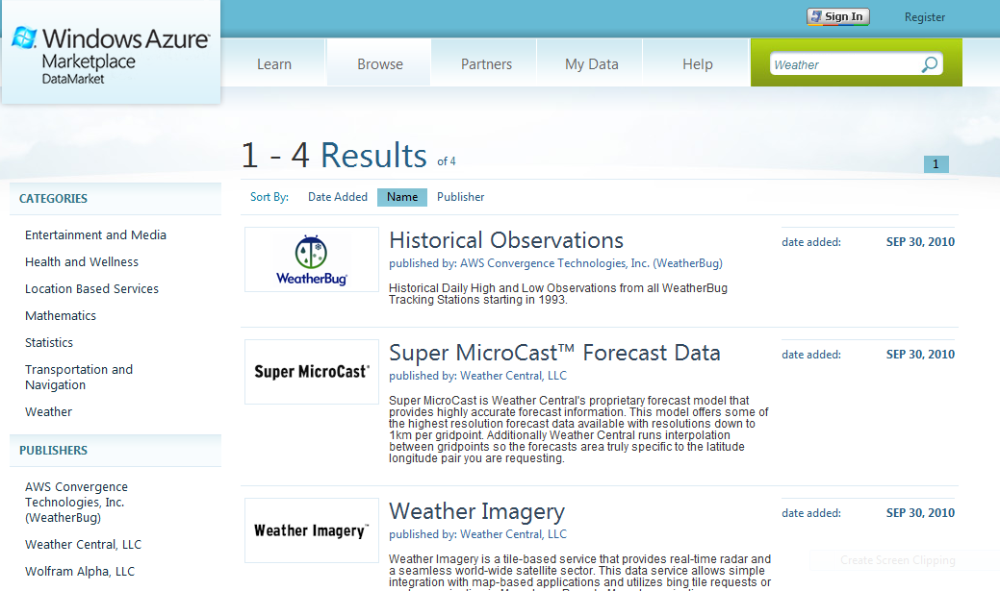 Sign In
Register
Windows Azure™
Marketplace
DataMarket
Learn
Browse
Partners
My Data
Help
Weather
1 - 4 Results of 4
1
CATEGORIES
Entertainment and Media
Health and Wellness
Location Based Services
Mathematics
Statistics
Transportation and
Navigation
Weather
PUBLISHERS
AWS Convergence
Technologies, Inc.
(WeatherBug)
Weather Central, LLC
Wolfram Alpha, LLC
Sort By: Date Added Name Publisher
WeatherBug®
Historical Observations
published by: AWS Convergence Technologies, Inc. (WeatherBug)
Historical Daily High and Low Observations from all WeatherBug
Tracking Stations starting in 1993.
date added: SEP 30, 2010
Super MicroCast™
Super MicroCast™ Forecast Data
published by: Weather Central, LLC
Super MicroCast is Weather Central's proprietary forecast model that
provides highly accurate forecast information. This model offers some of
the highest resolution forecast data available with resolutions down to
1km per gridpoint. Additionally Weather Central runs interpolation
between gridpoints so the forecasts area truly specific to the latitude
longitude pair you are requesting.
date added: SEP 30, 2010
Weather Imagery™
Weather Imagery
published by: Weather Central, LLC
Weather Imagery is a tile-based service that provides real-time radar and
a seamless world-wide satellite sector. This data service allows simple
integration with map-based applications and utilizes bing tile requests or
date added: SEP 30, 2010
Create Screen Clipping